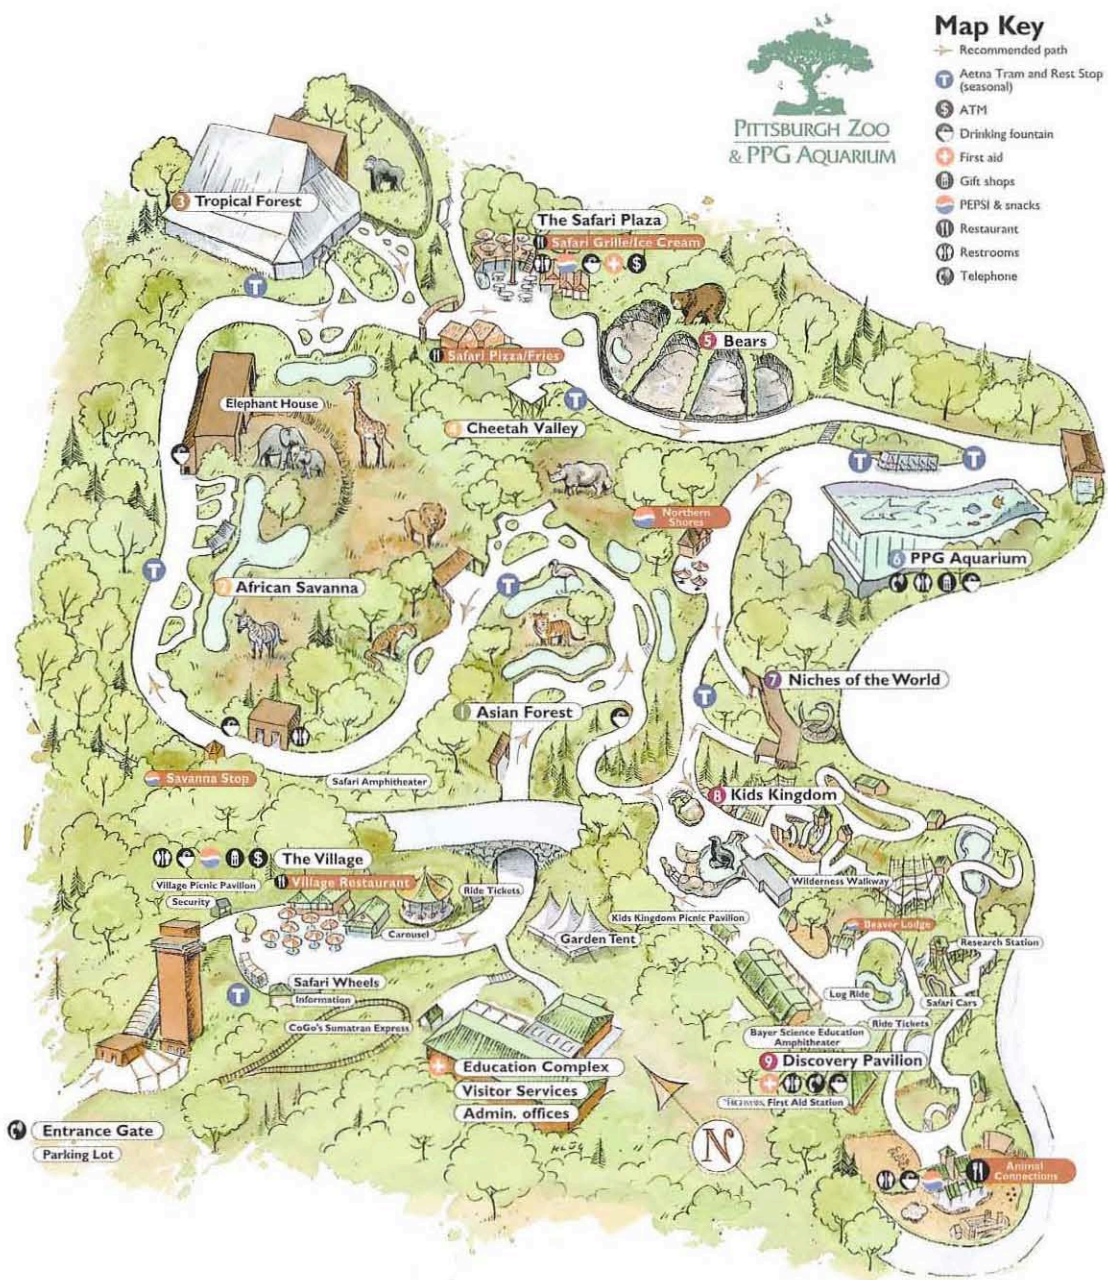 PITTSBURGH ZOO
& PPG AQUARIUM
Map Key
Recommended path
T
Aetna Tram and Rest Stop
(seasonal)
$
ATM
Drinking fountain
First aid
Gift shops
PEPSI & snacks
Restaurant
Restrooms
Telephone
3 Tropical Forest
The Safari Plaza
Safari Grille/Ice Cream
$
T
5 Bears
Safari Pizza/Fries
Elephant House
T
4 Cheetah Valley
T
T
Northern
Shores
6 PPG Aquarium
T
2 African Savanna
T
7 Niches of the World
T
1 Asian Forest
Savanna Stop
Safari Amphitheater
8 Kids Kingdom
$
The Village
Village Picnic Pavilion
Village Restaurant
Ride Tickets
Security
Wilderness Walkway
Kids Kingdom Picnic Pavilion
Beaver Lodge
Carousel
Garden Tent
Research Station
Safari Wheels
T
Information
Log Ride
Safari Cars
CoGo's Sumatran Express
Ride Tickets
Bayer Science Education
Amphitheater
9 Discovery Pavilion
Education Complex
Visitor Services
First Aid Station
Admin. offices
Entrance Gate
Parking Lot
N
KLUG
Animal
Connections